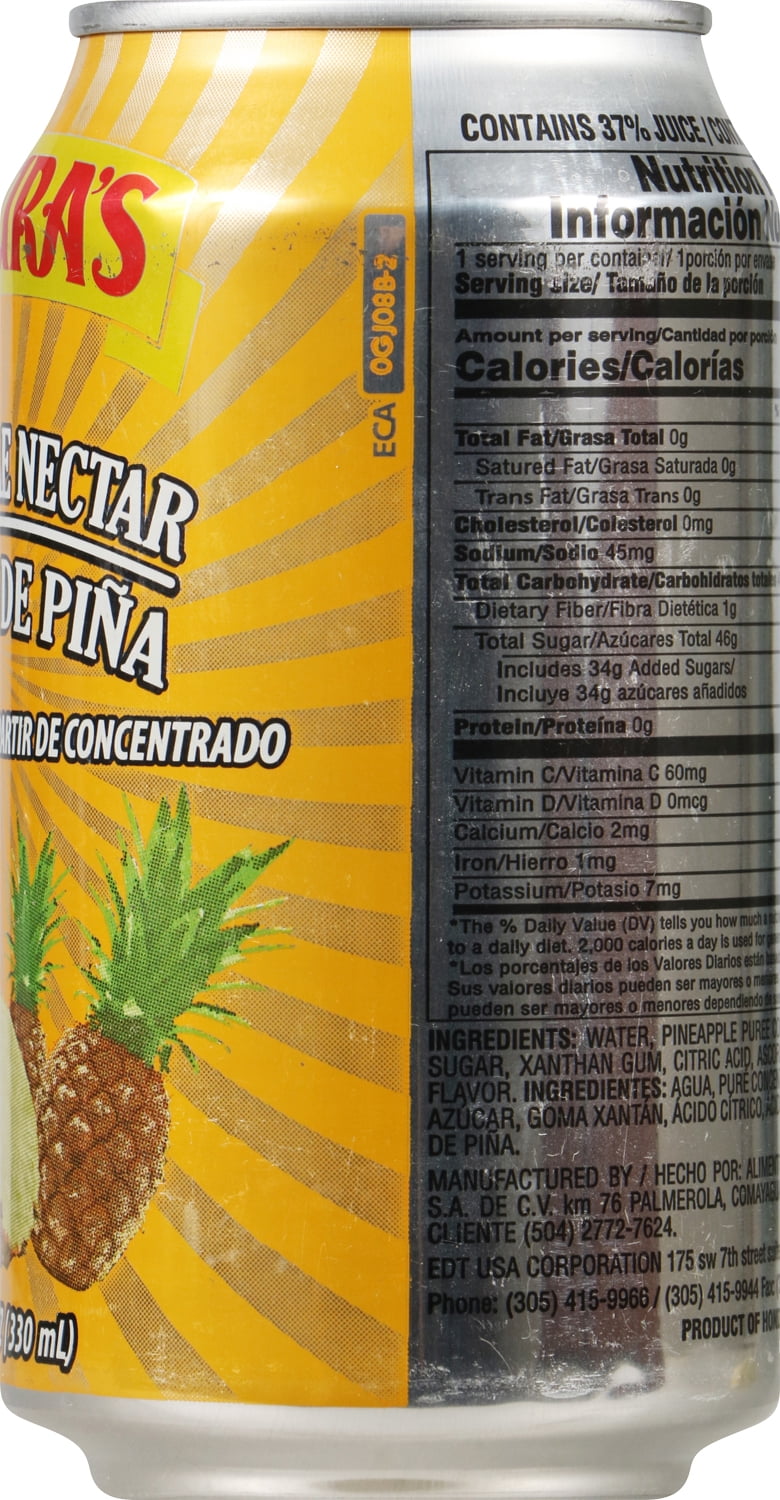 RA'S
E NECTAR
DE PIÑA
ARTIR DE CONCENTRADO
(330 mL)
ECA 0GJ08B-2
CONTAINS 37% JUICE/
Nutrition
Información
1 serving per contai / 1porción por
Serving size/ Tamaño de la porción
Amount per serving/Cantidad por
Calories/Calorías
Total Fat/Grasa Total 0g
Satured Fat/Grasa Saturada 0g
Trans Fat/Grasa Trans 0g
Cholesterol/Colesterol 0mg
Sodium/Sodio 45mg
Total Carbohydrate/Carbohidratos
Dietary Fiber/Fibra Dietética 1g
Total Sugar/Azúcares Total 46g
Includes 34g Added Sugars/
Incluye 34g azúcares añadidos
Protein/Proteína 0g
Vitamin C/Vitamina C 60mg
Vitamin D/Vitamina D 0mcg
Calcium/Calcio 2mg
Iron/Hierro 1mg
Potassium/Potasio 7mg
*The % Daily Value (DV) tells you how much a
to a daily diet. 2,000 calories a day is used for
*Los porcentajes de los Valores Diarios están
Sus valores diarios pueden ser mayores o
pueden ser mayores o menores dependiendo
INGREDIENTS: WATER, PINEAPPLE PUREE
SUGAR, XANTHAN GUM, CITRIC ACID,
FLAVOR. INGREDIENTES: AGUA, PURÉ
AZÚCAR, GOMA XANTÁN, ÁCIDO CÍTRICO,
DE PIÑA.
MANUFACTURED BY / HECHO POR:
S.A. DE C.V. km 76 PALMEROLA,
CLIENTE (504) 2772-7624.
EDT USA CORPORATION 175 sw 7th street
Phone: (305) 415-9966 / (305) 415-9944 Fax
PRODUCT OF